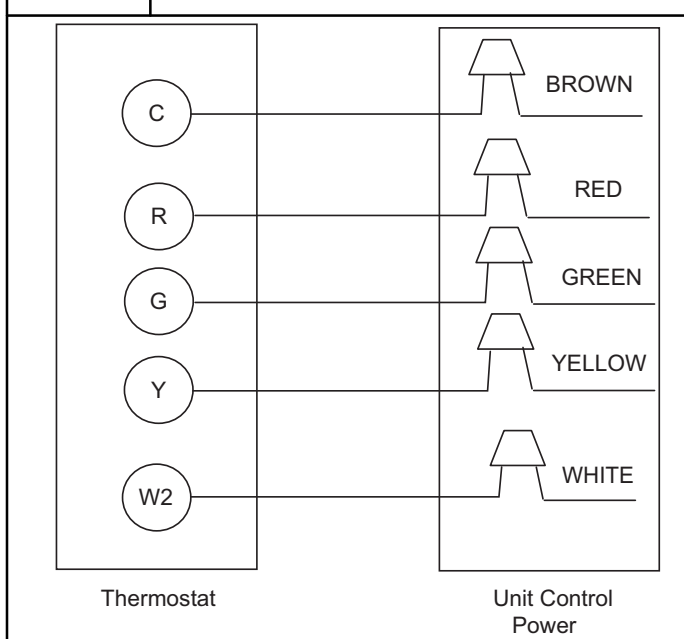 C
BROWN
R
RED
G
GREEN
Y
YELLOW
W2
WHITE
Thermostat
Unit Control
Power